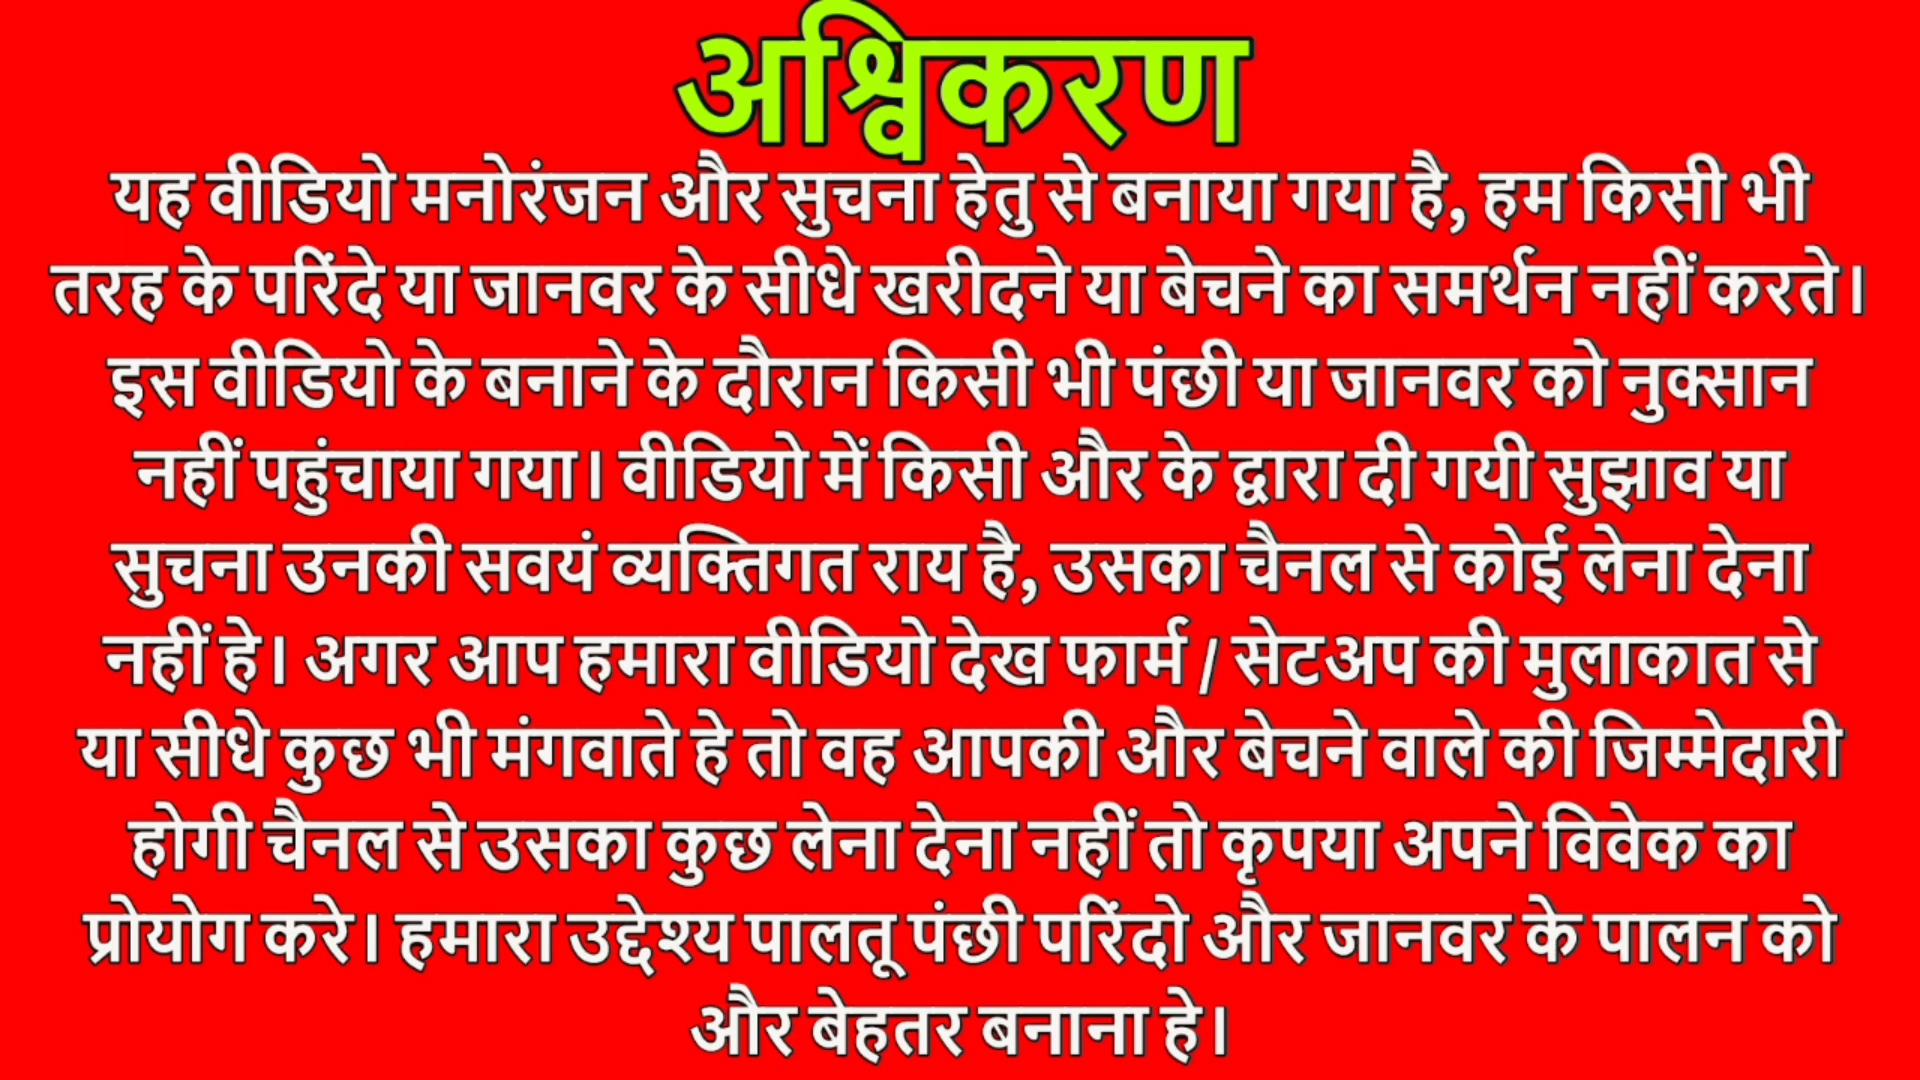 अश्विकरण
यह वीडियो मनोरंजन और सुचना हेतु से बनाया गया है, हम किसी भी
तरह के परिंदे या जानवर के सीधे खरीदने या बेचने का समर्थन नहीं करते।
इस वीडियो के बनाने के दौरान किसी भी पंछी या जानवर को नुक्सान
नहीं पहुंचाया गया। वीडियो में किसी और के द्वारा दी गयी सुझाव या
सुचना उनकी सवयं व्यक्तिगत राय है, उसका चैनल से कोई लेना देना
नहीं हे। अगर आप हमारा वीडियो देख फार्म / सेटअप की मुलाकात से
या सीधे कुछ भी मंगवाते हे तो वह आपकी और बेचने वाले की जिम्मेदारी
होगी चैनल से उसका कुछ लेना देना नहीं तो कृपया अपने विवेक का
प्रोयोग करे। हमारा उद्देश्य पालतू पंछी परिंदो और जानवर के पालन को
और बेहतर बनाना हे।